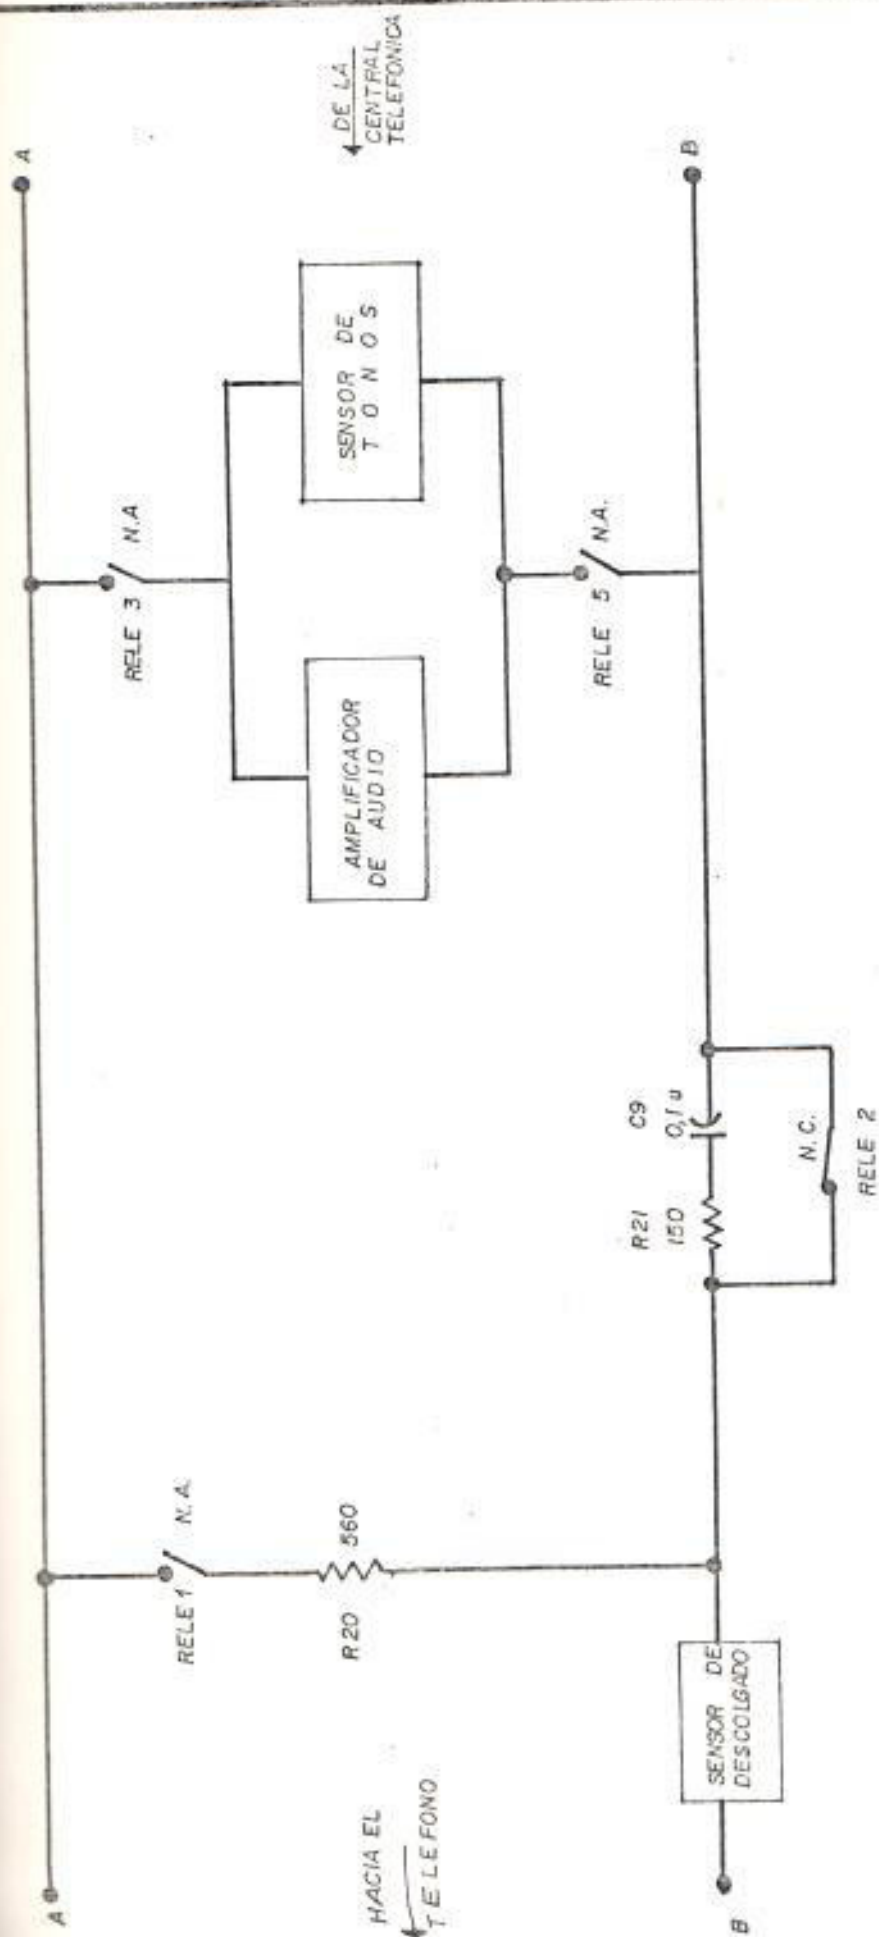 A
A
DE LA
CENTRAL
TELEFONICA
RELE 1
N.A.
RELE 3
N.A
R20
560
AMPLIFICADOR
DE AUDIO
SENSOR DE
TONOS
HACIA EL
TELEFONO
RELE 5
N.A.
R21
150
C9
0,1 u
B
B
SENSOR DE
DESCOLGADO
N.C.
RELE 2